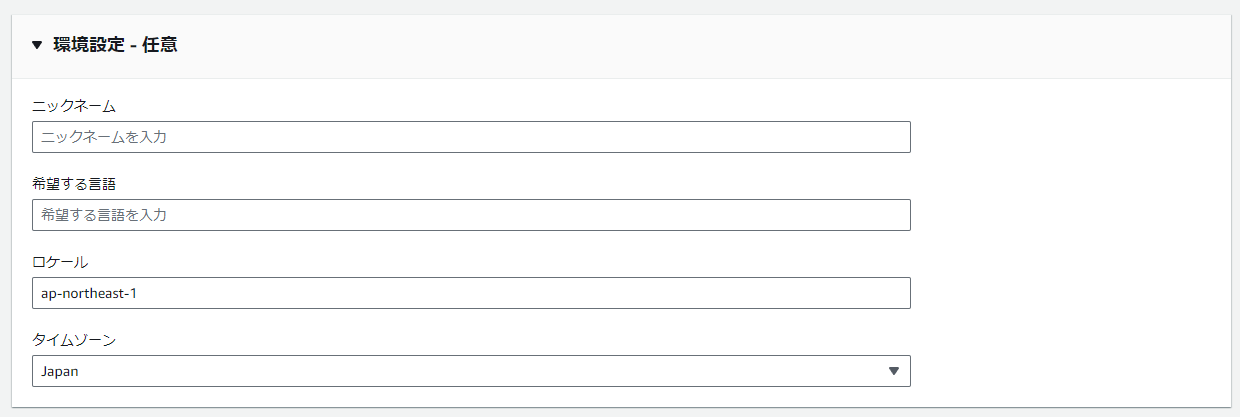 環境設定 - 任意
ニックネーム
ニックネームを入力
希望する言語
希望する言語を入力
ロケール
ap-northeast-1
タイムゾーン
Japan